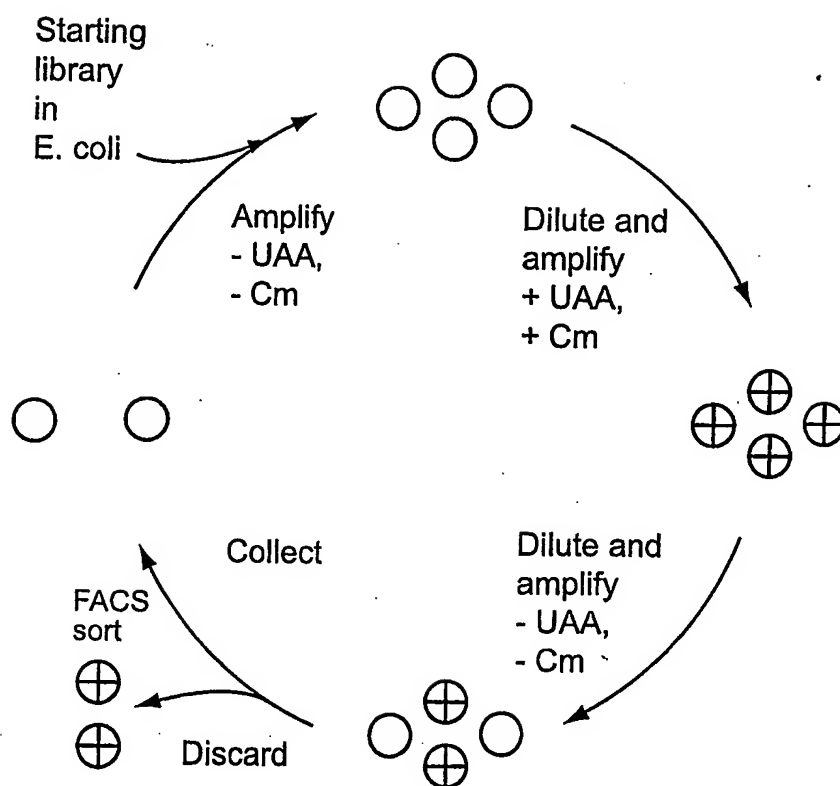 Starting
library
in
E. coli
Amplify
- UAA,
- Cm
Dilute and
amplify
+ UAA,
+ Cm
Dilute and
amplify
- UAA,
- Cm
Collect
FACS
sort
Discard